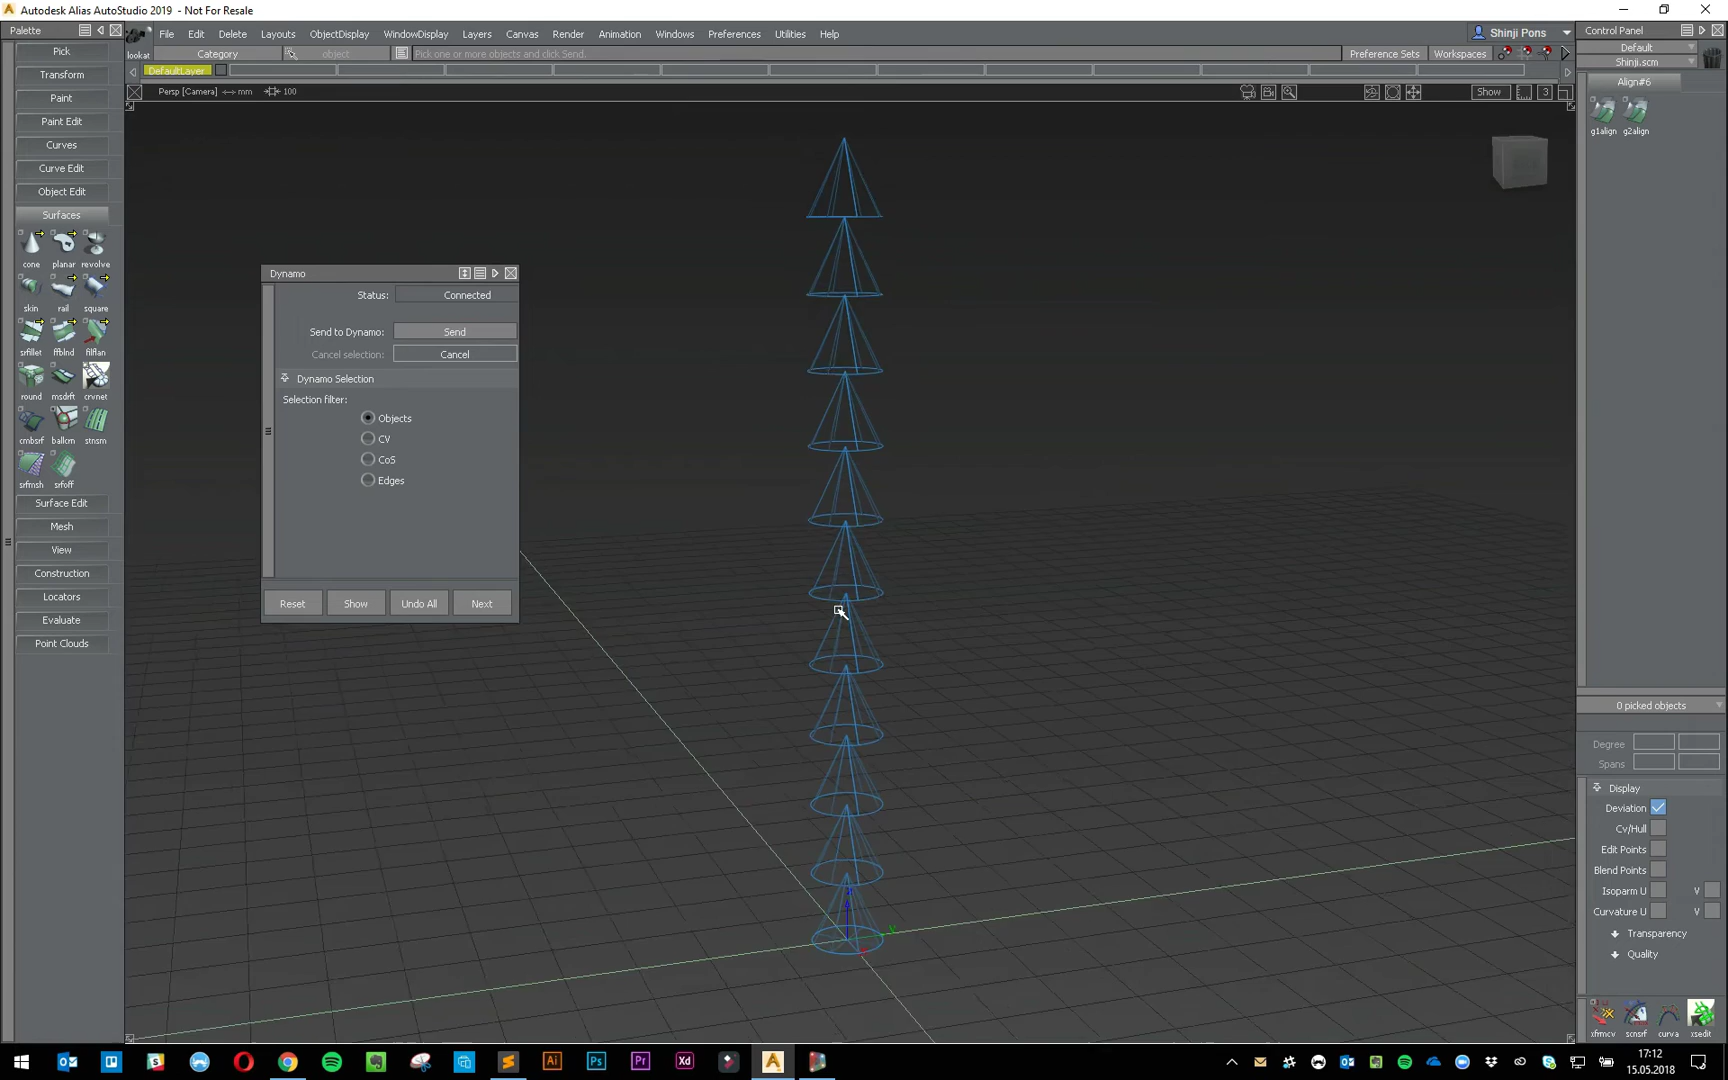 Autodesk Alias AutoStudio 2019 - Not For Resale
Palette
File Edit Delete Layouts ObjectDisplay WindowDisplay Layers Canvas Render Animation Windows Preferences Utilities Help
Shinji Pons
Control Panel
lookat
Category
object
Pick one or more objects and click Send.
Preference Sets
Workspaces
Default
Shinji.scm
DefaultLayer
Align#6
Persp [Camera] mm 100
Show
3
g1align g2align
Pick
Transform
Paint
Paint Edit
Curves
Curve Edit
Object Edit
Surfaces
cone planar revolve
skin rail square
srfillet ffblnd filflan
round msdrft crvnet
cmbsrf ballcrn stnsrn
srfmsh srfoff
Surface Edit
Mesh
View
Construction
Locators
Evaluate
Point Clouds
Dynamo
Status: Connected
Send to Dynamo: Send
Cancel selection: Cancel
Dynamo Selection
Selection filter:
Objects
CV
CoS
Edges
Reset Show Undo All Next
0 picked objects
Degree
Spans
Display
Deviation
Cv/Hull
Edit Points
Blend Points
Isoparm U V
Curvature U V
Transparency
Quality
xfrmcv scnsrf curva xsedit
Ai Ps Pr Xd
17:12
15.05.2018